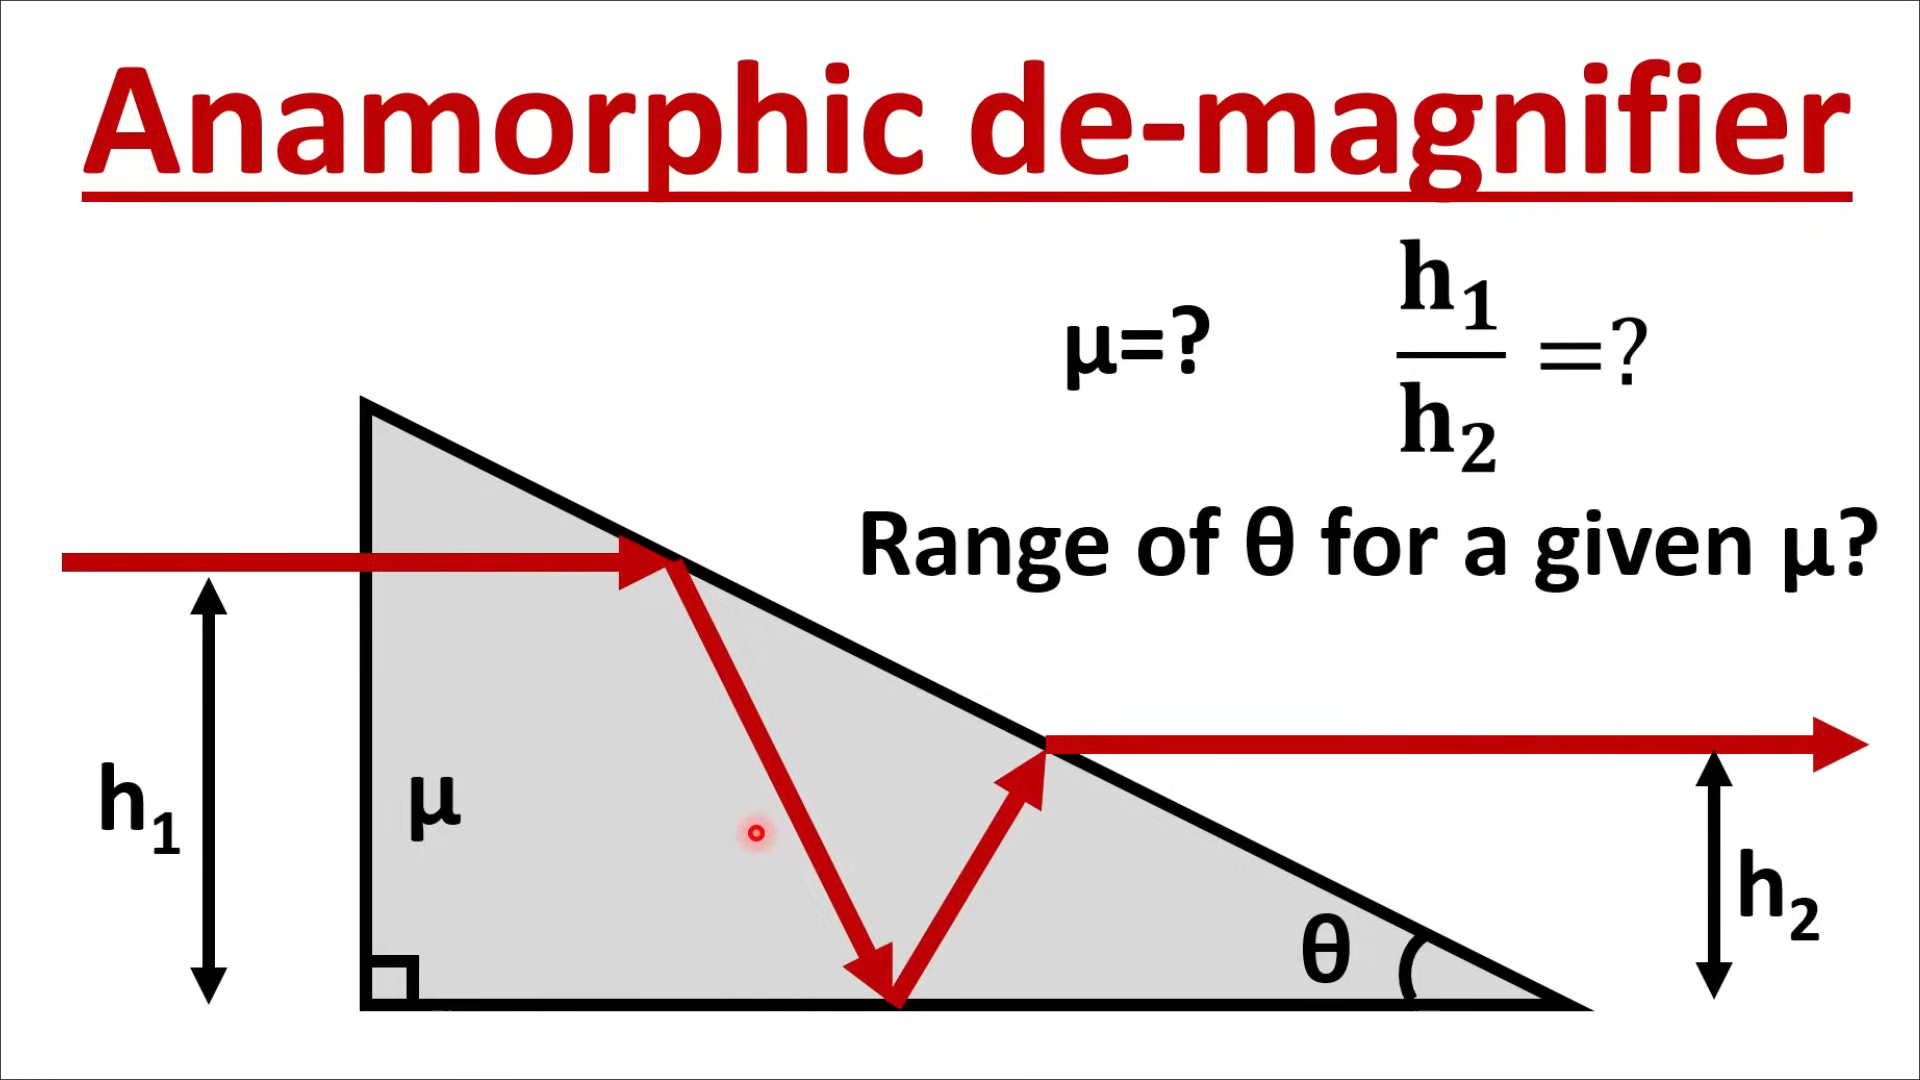 Anamorphic de-magnifier
μ=?
h₁/h₂ =?
Range of θ for a given μ?
h₁
μ
θ
h₂